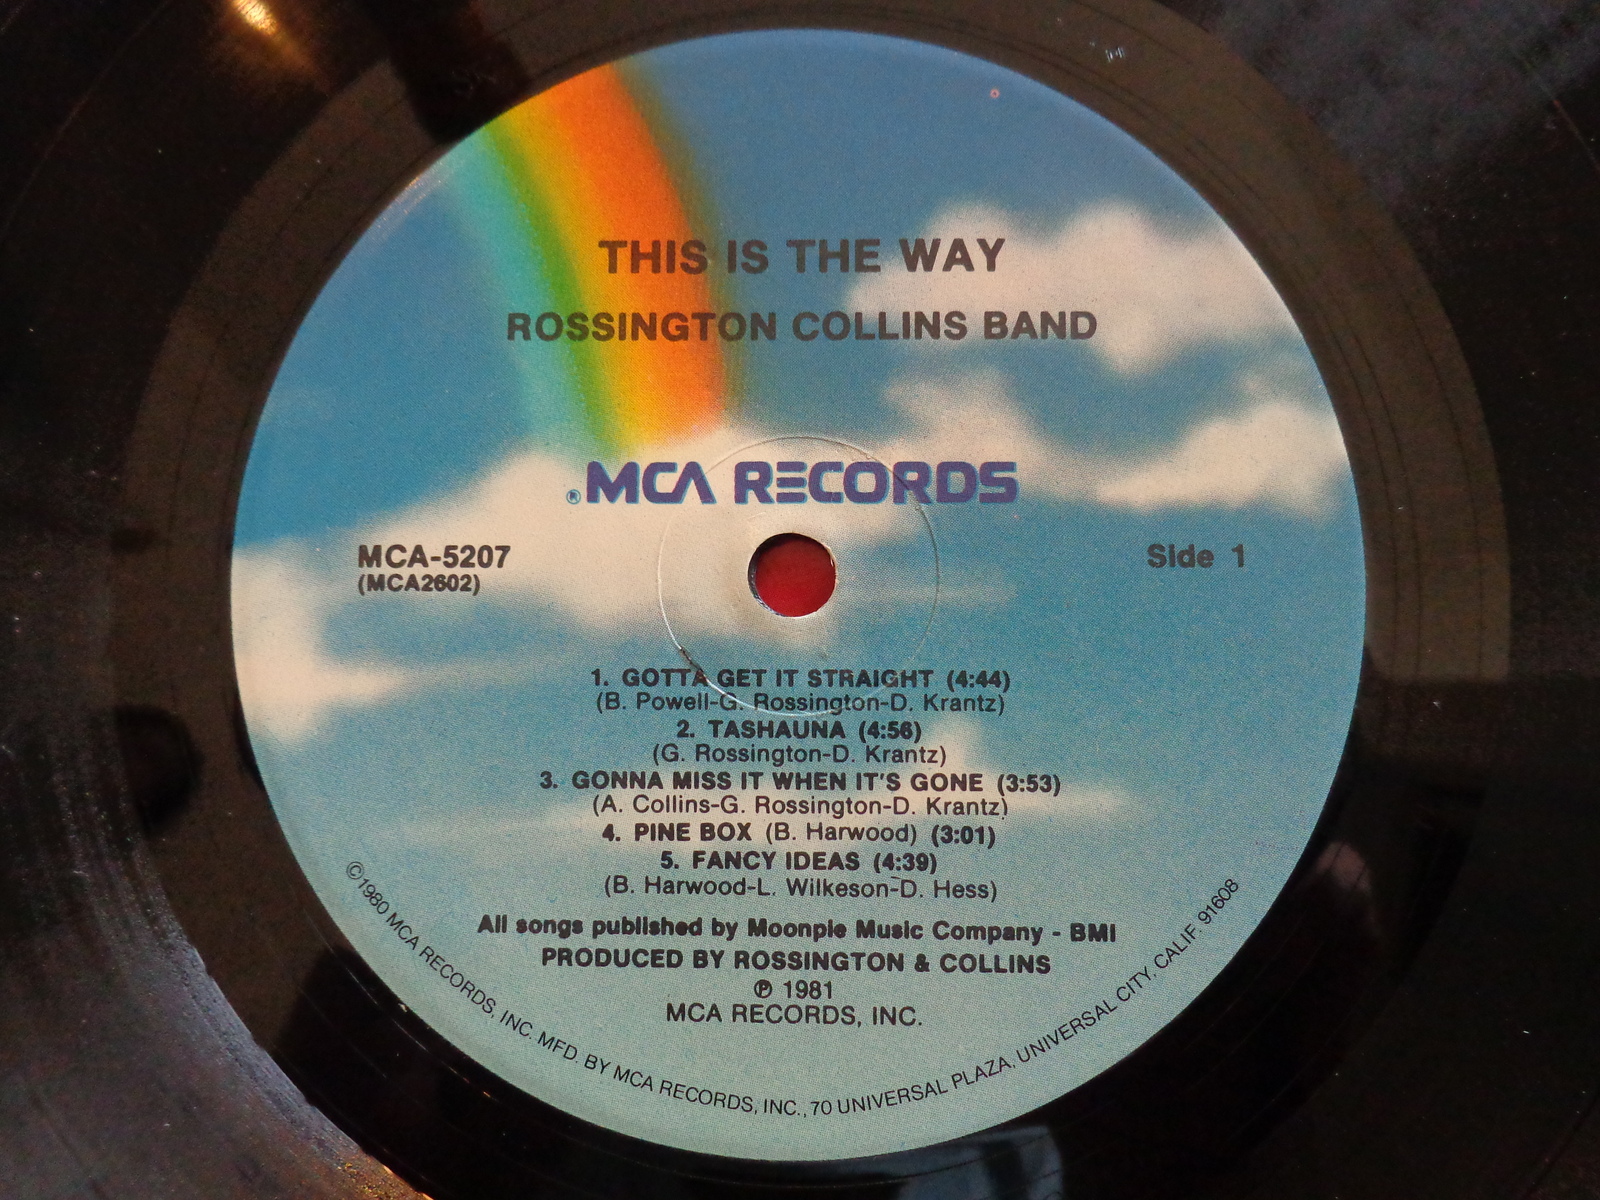 THIS IS THE WAY
ROSSINGTON COLLINS BAND
®MCA RECORDS
MCA-5207
(MCA2602)
Side 1
1. GOTTA GET IT STRAIGHT (4:44)
(B. Powell-G. Rossington-D. Krantz)
2. TASHAUNA (4:56)
(G. Rossington-D. Krantz)
3. GONNA MISS IT WHEN IT'S GONE (3:53)
(A. Collins-G. Rossington-D. Krantz)
4. PINE BOX (B. Harwood) (3:01)
5. FANCY IDEAS (4:39)
(B. Harwood-L. Wilkeson-D. Hess)
All songs published by Moonpie Music Company - BMI
PRODUCED BY ROSSINGTON & COLLINS
℗ 1981
MCA RECORDS, INC.
©1980 MCA RECORDS, INC. MFD. BY MCA RECORDS, INC., 70 UNIVERSAL PLAZA, UNIVERSAL CITY, CALIF. 91608